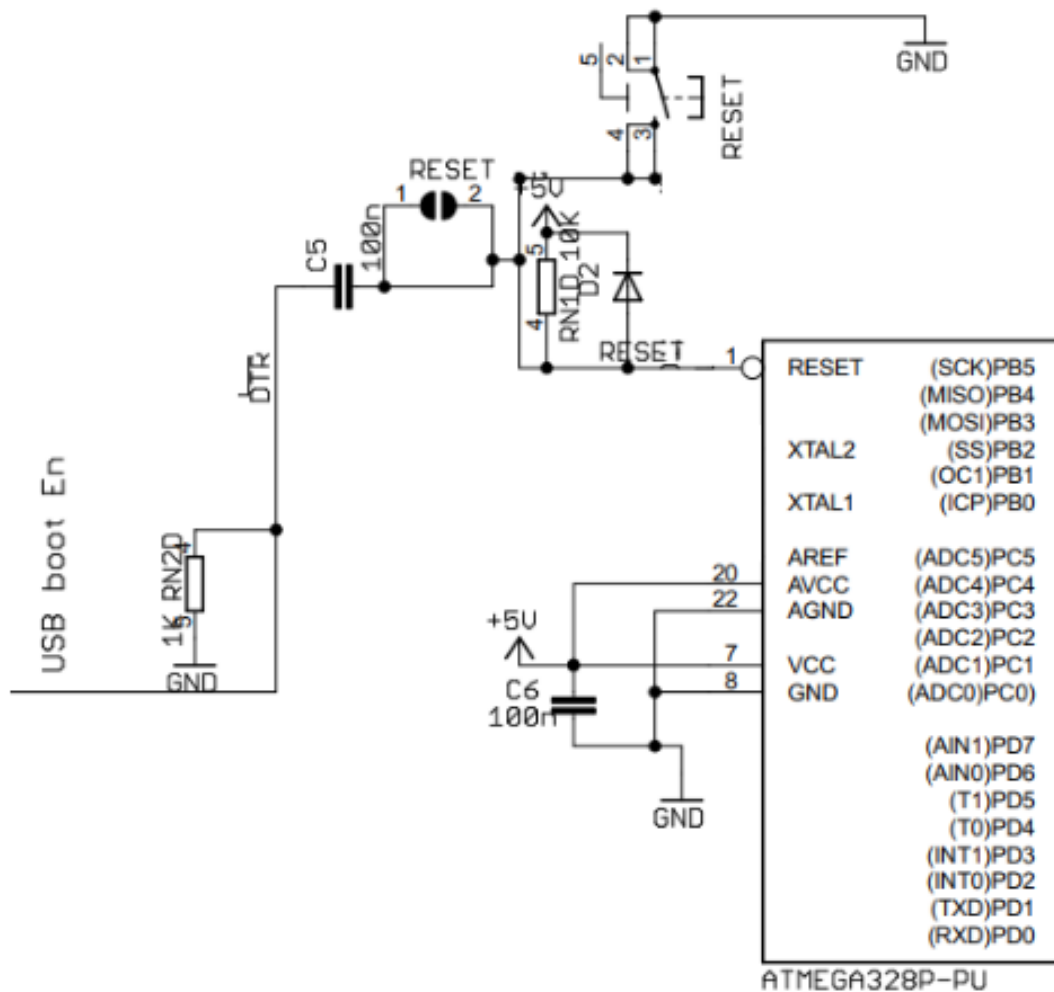 GND
5 2 1
RESET
4 3
RESET
1 2
+5V
C5
100n
5
RN1D 10K
4
D2
RESET
1
DTR
USB boot En
1K RN2D
4
5
GND
RESET (SCK)PB5
(MISO)PB4
(MOSI)PB3
XTAL2 (SS)PB2
(OC1)PB1
XTAL1 (ICP)PB0
AREF (ADC5)PC5
20 AVCC (ADC4)PC4
22 AGND (ADC3)PC3
(ADC2)PC2
+5V
7 VCC (ADC1)PC1
8 GND (ADC0)PC0)
C6
100n
GND
(AIN1)PD7
(AIN0)PD6
(T1)PD5
(T0)PD4
(INT1)PD3
(INT0)PD2
(TXD)PD1
(RXD)PD0
ATMEGA328P-PU